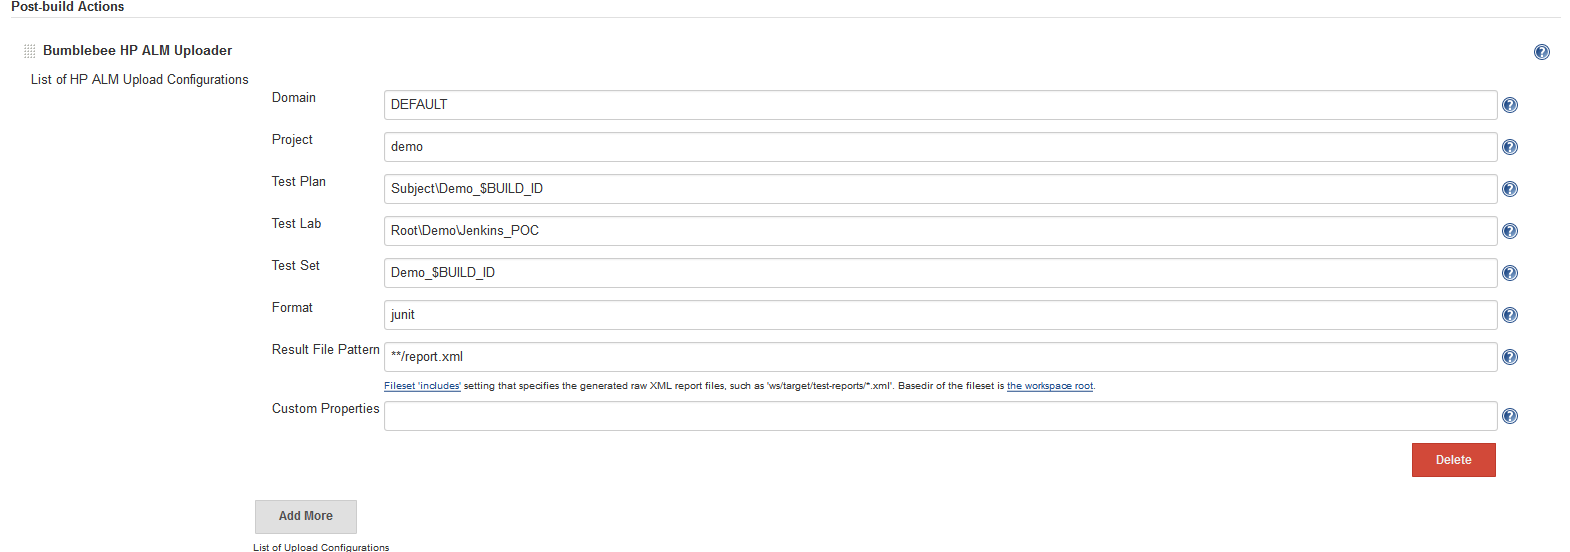 Post-build Actions
Bumblebee HP ALM Uploader
List of HP ALM Upload Configurations
Domain DEFAULT
Project demo
Test Plan Subject\Demo_$BUILD_ID
Test Lab Root\Demo\Jenkins_POC
Test Set Demo_$BUILD_ID
Format junit
Result File Pattern **/report.xml
Fileset 'includes' setting that specifies the generated raw XML report files, such as 'ws/target/test-reports/*.xml'. Basedir of the fileset is the workspace root.
Custom Properties
Delete
Add More
List of Upload Configurations